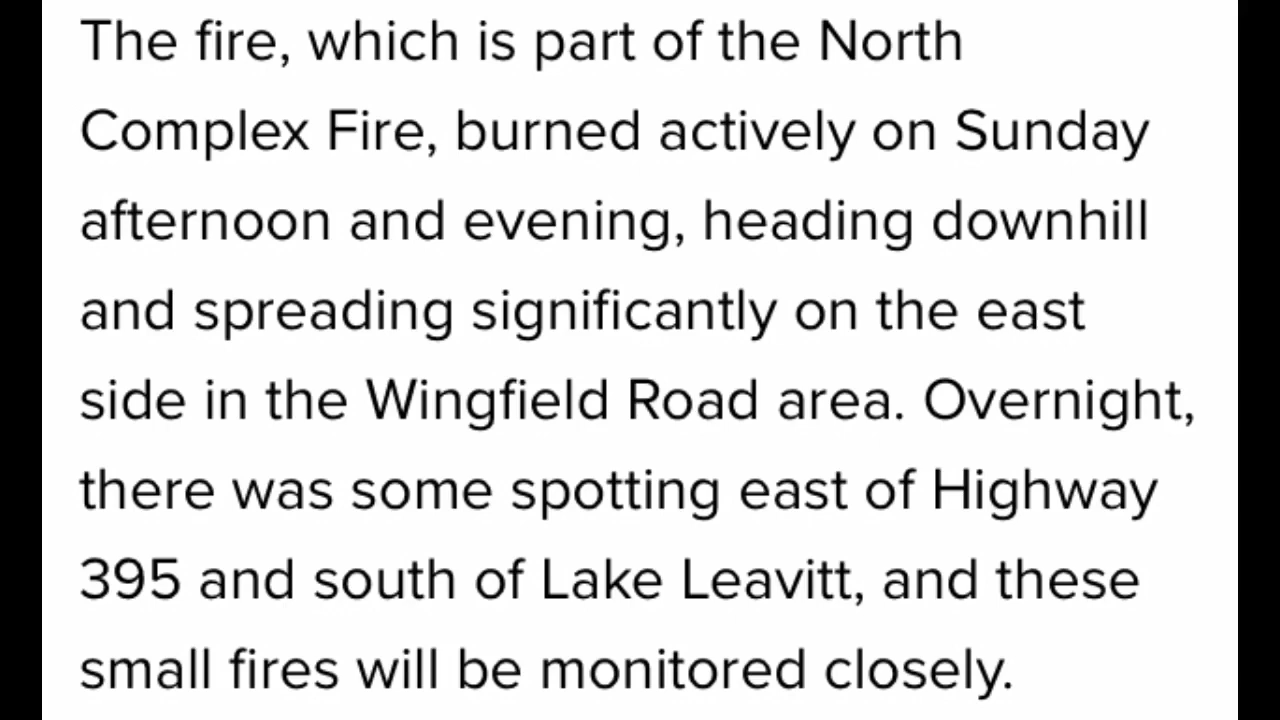 The fire, which is part of the North
Complex Fire, burned actively on Sunday
afternoon and evening, heading downhill
and spreading significantly on the east
side in the Wingfield Road area. Overnight,
there was some spotting east of Highway
395 and south of Lake Leavitt, and these
small fires will be monitored closely.